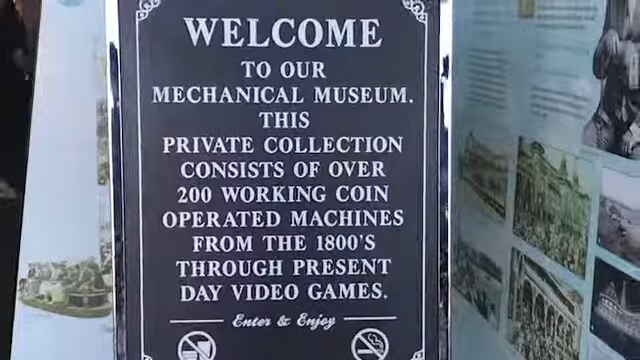 WELCOME
TO OUR
MECHANICAL MUSEUM.
THIS
PRIVATE COLLECTION
CONSISTS OF OVER
200 WORKING COIN
OPERATED MACHINES
FROM THE 1800'S
THROUGH PRESENT
DAY VIDEO GAMES.
Enter & Enjoy